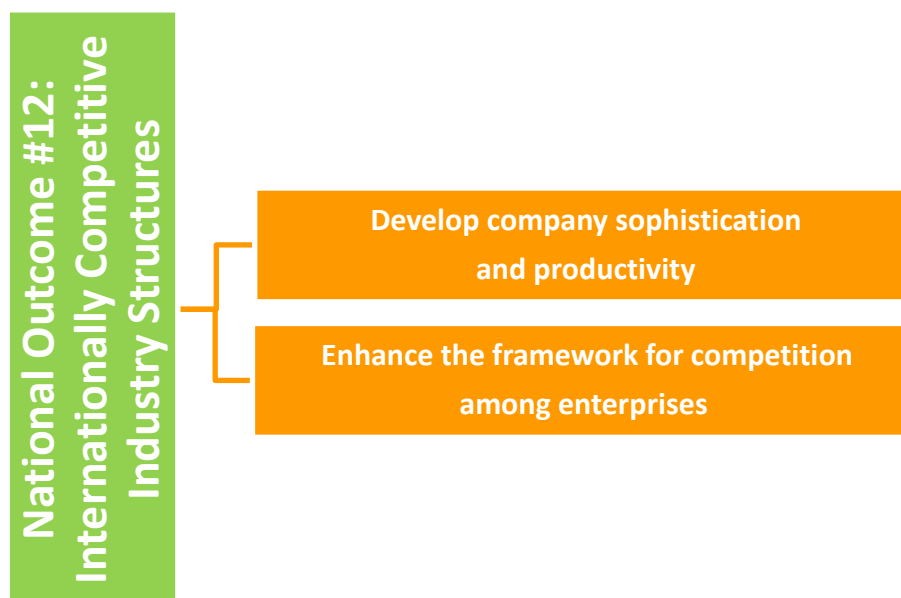 National Outcome #12:
Internationally Competitive
Industry Structures
Develop company sophistication
and productivity
Enhance the framework for competition
among enterprises